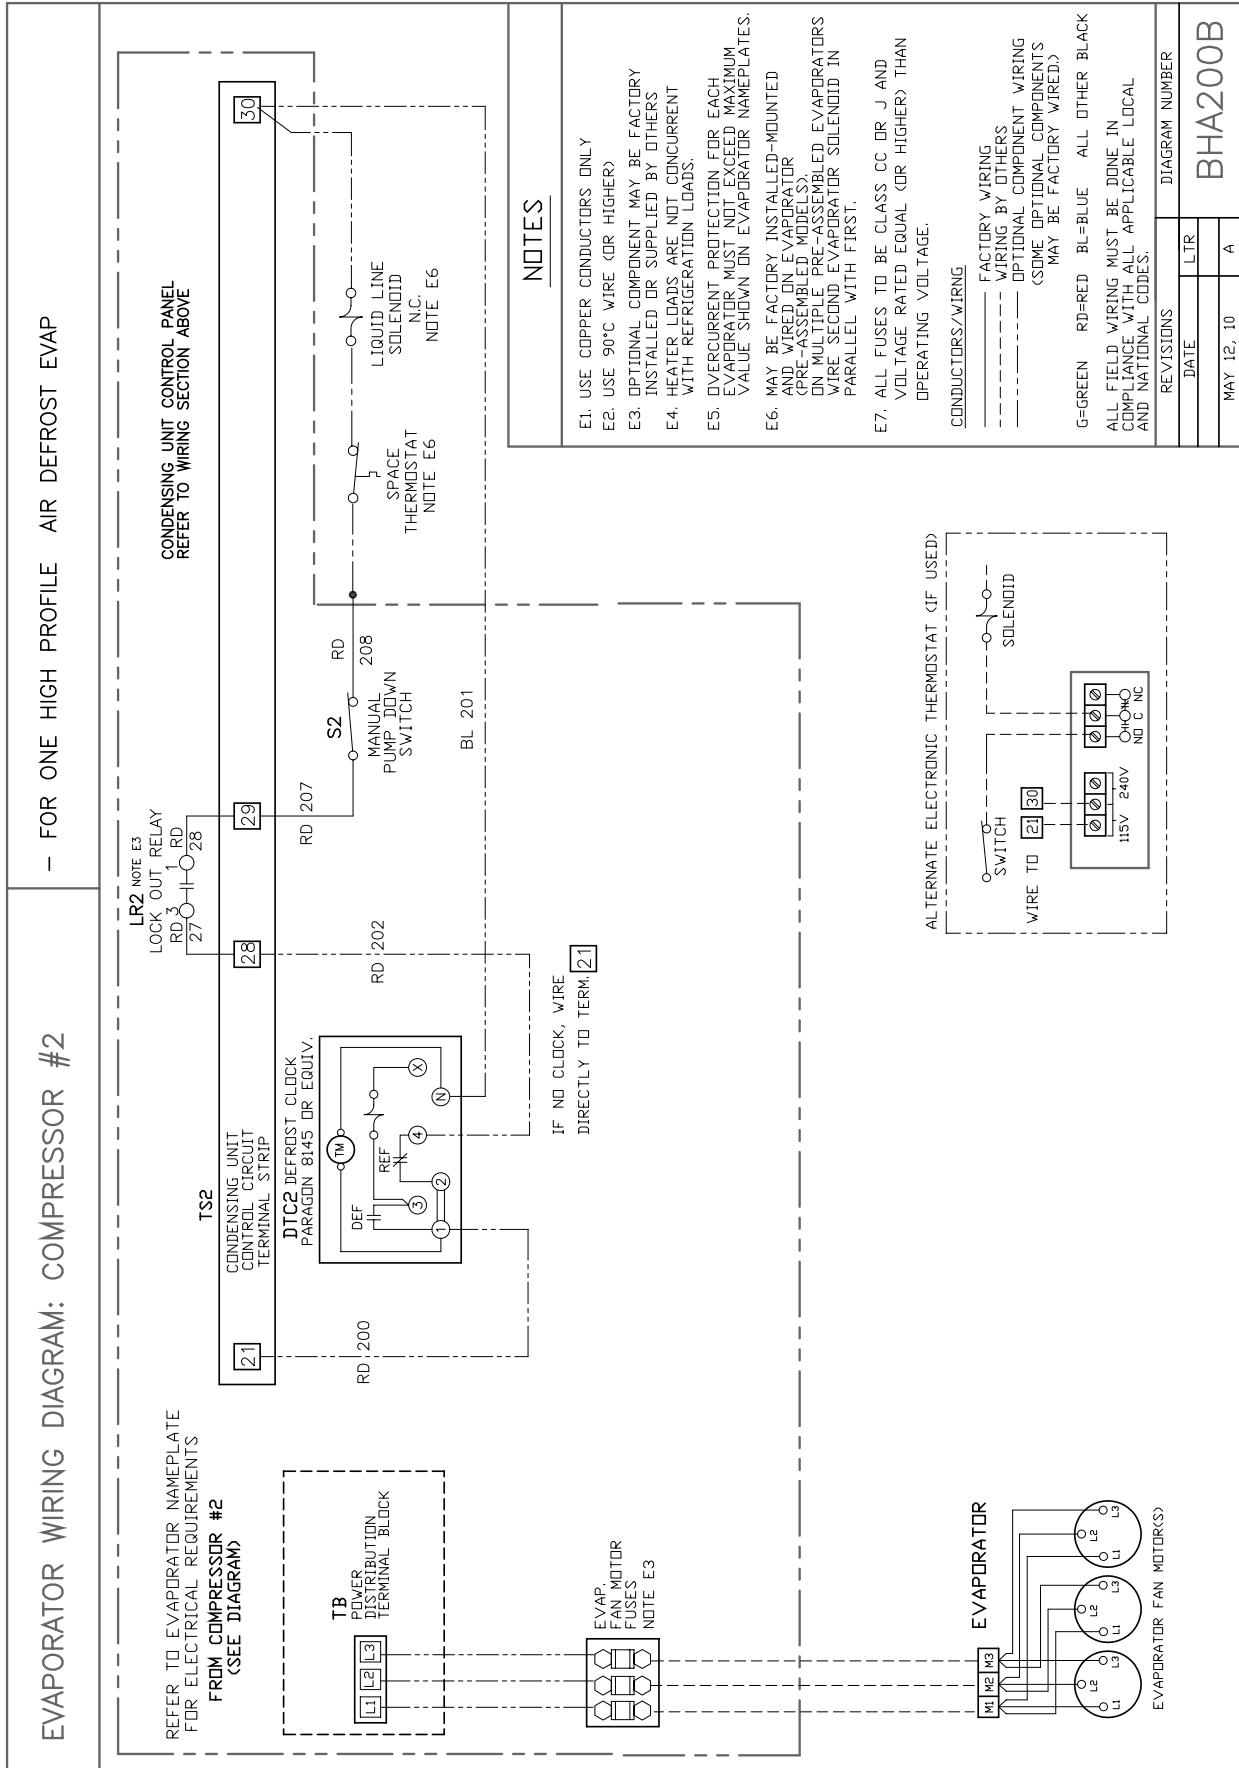 EVAPORATOR WIRING DIAGRAM: COMPRESSOR #2
– FOR ONE HIGH PROFILE AIR DEFROST EVAP
REFER TO EVAPORATOR NAMEPLATE
FOR ELECTRICAL REQUIREMENTS
FROM COMPRESSOR #2
(SEE DIAGRAM)
TB
POWER
DISTRIBUTION
TERMINAL BLOCK
L1
L2
L3
EVAP.
FAN MOTOR
FUSES
NOTE E3
EVAPORATOR
M1
M2
M3
L1
L2
L3
L1
L2
L3
L1
L2
L3
EVAPORATOR FAN MOTOR(S)
TS2
CONDENSING UNIT
CONTROL CIRCUIT
TERMINAL STRIP
21
28
29
30
LR2 NOTE E3
LOCK OUT RELAY
RD 3
27
1 RD
28
CONDENSING UNIT CONTROL PANEL
REFER TO WIRING SECTION ABOVE
DTC2 DEFROST CLOCK
PARAGON 8145 OR EQUIV.
TM
DEF
REF
1
3
2
4
N
X
RD 200
RD 202
RD 207
IF NO CLOCK, WIRE
DIRECTLY TO TERM. 21
S2
MANUAL
PUMP DOWN
SWITCH
RD
208
BL 201
SPACE
THERMOSTAT
NOTE E6
LIQUID LINE
SOLENOID
N.C.
NOTE E6
ALTERNATE ELECTRONIC THERMOSTAT (IF USED)
SWITCH
SOLENOID
WIRE TO 21 30
115V 240V
NO C NC
NOTES
E1. USE COPPER CONDUCTORS ONLY
E2. USE 90°C WIRE (OR HIGHER)
E3. OPTIONAL COMPONENT MAY BE FACTORY
INSTALLED OR SUPPLIED BY OTHERS
E4. HEATER LOADS ARE NOT CONCURRENT
WITH REFRIGERATION LOADS.
E5. OVERCURRENT PROTECTION FOR EACH
EVAPORATOR MUST NOT EXCEED MAXIMUM
VALUE SHOWN ON EVAPORATOR NAMEPLATES.
E6. MAY BE FACTORY INSTALLED-MOUNTED
AND WIRED ON EVAPORATOR
(PRE-ASSEMBLED MODELS).
ON MULTIPLE PRE-ASSEMBLED EVAPORATORS
WIRE SECOND EVAPORATOR SOLENOID IN
PARALLEL WITH FIRST.
E7. ALL FUSES TO BE CLASS CC OR J AND
VOLTAGE RATED EQUAL (OR HIGHER) THAN
OPERATING VOLTAGE.
CONDUCTORS/WIRNG
FACTORY WIRING
WIRING BY OTHERS
OPTIONAL COMPONENT WIRING
(SOME OPTIONAL COMPONENTS
MAY BE FACTORY WIRED.)
G=GREEN RD=RED BL=BLUE ALL OTHER BLACK
ALL FIELD WIRING MUST BE DONE IN
COMPLIANCE WITH ALL APPLICABLE LOCAL
AND NATIONAL CODES.
REVISIONS
DATE
LTR
MAY 12, 10
A
DIAGRAM NUMBER
BHA200B